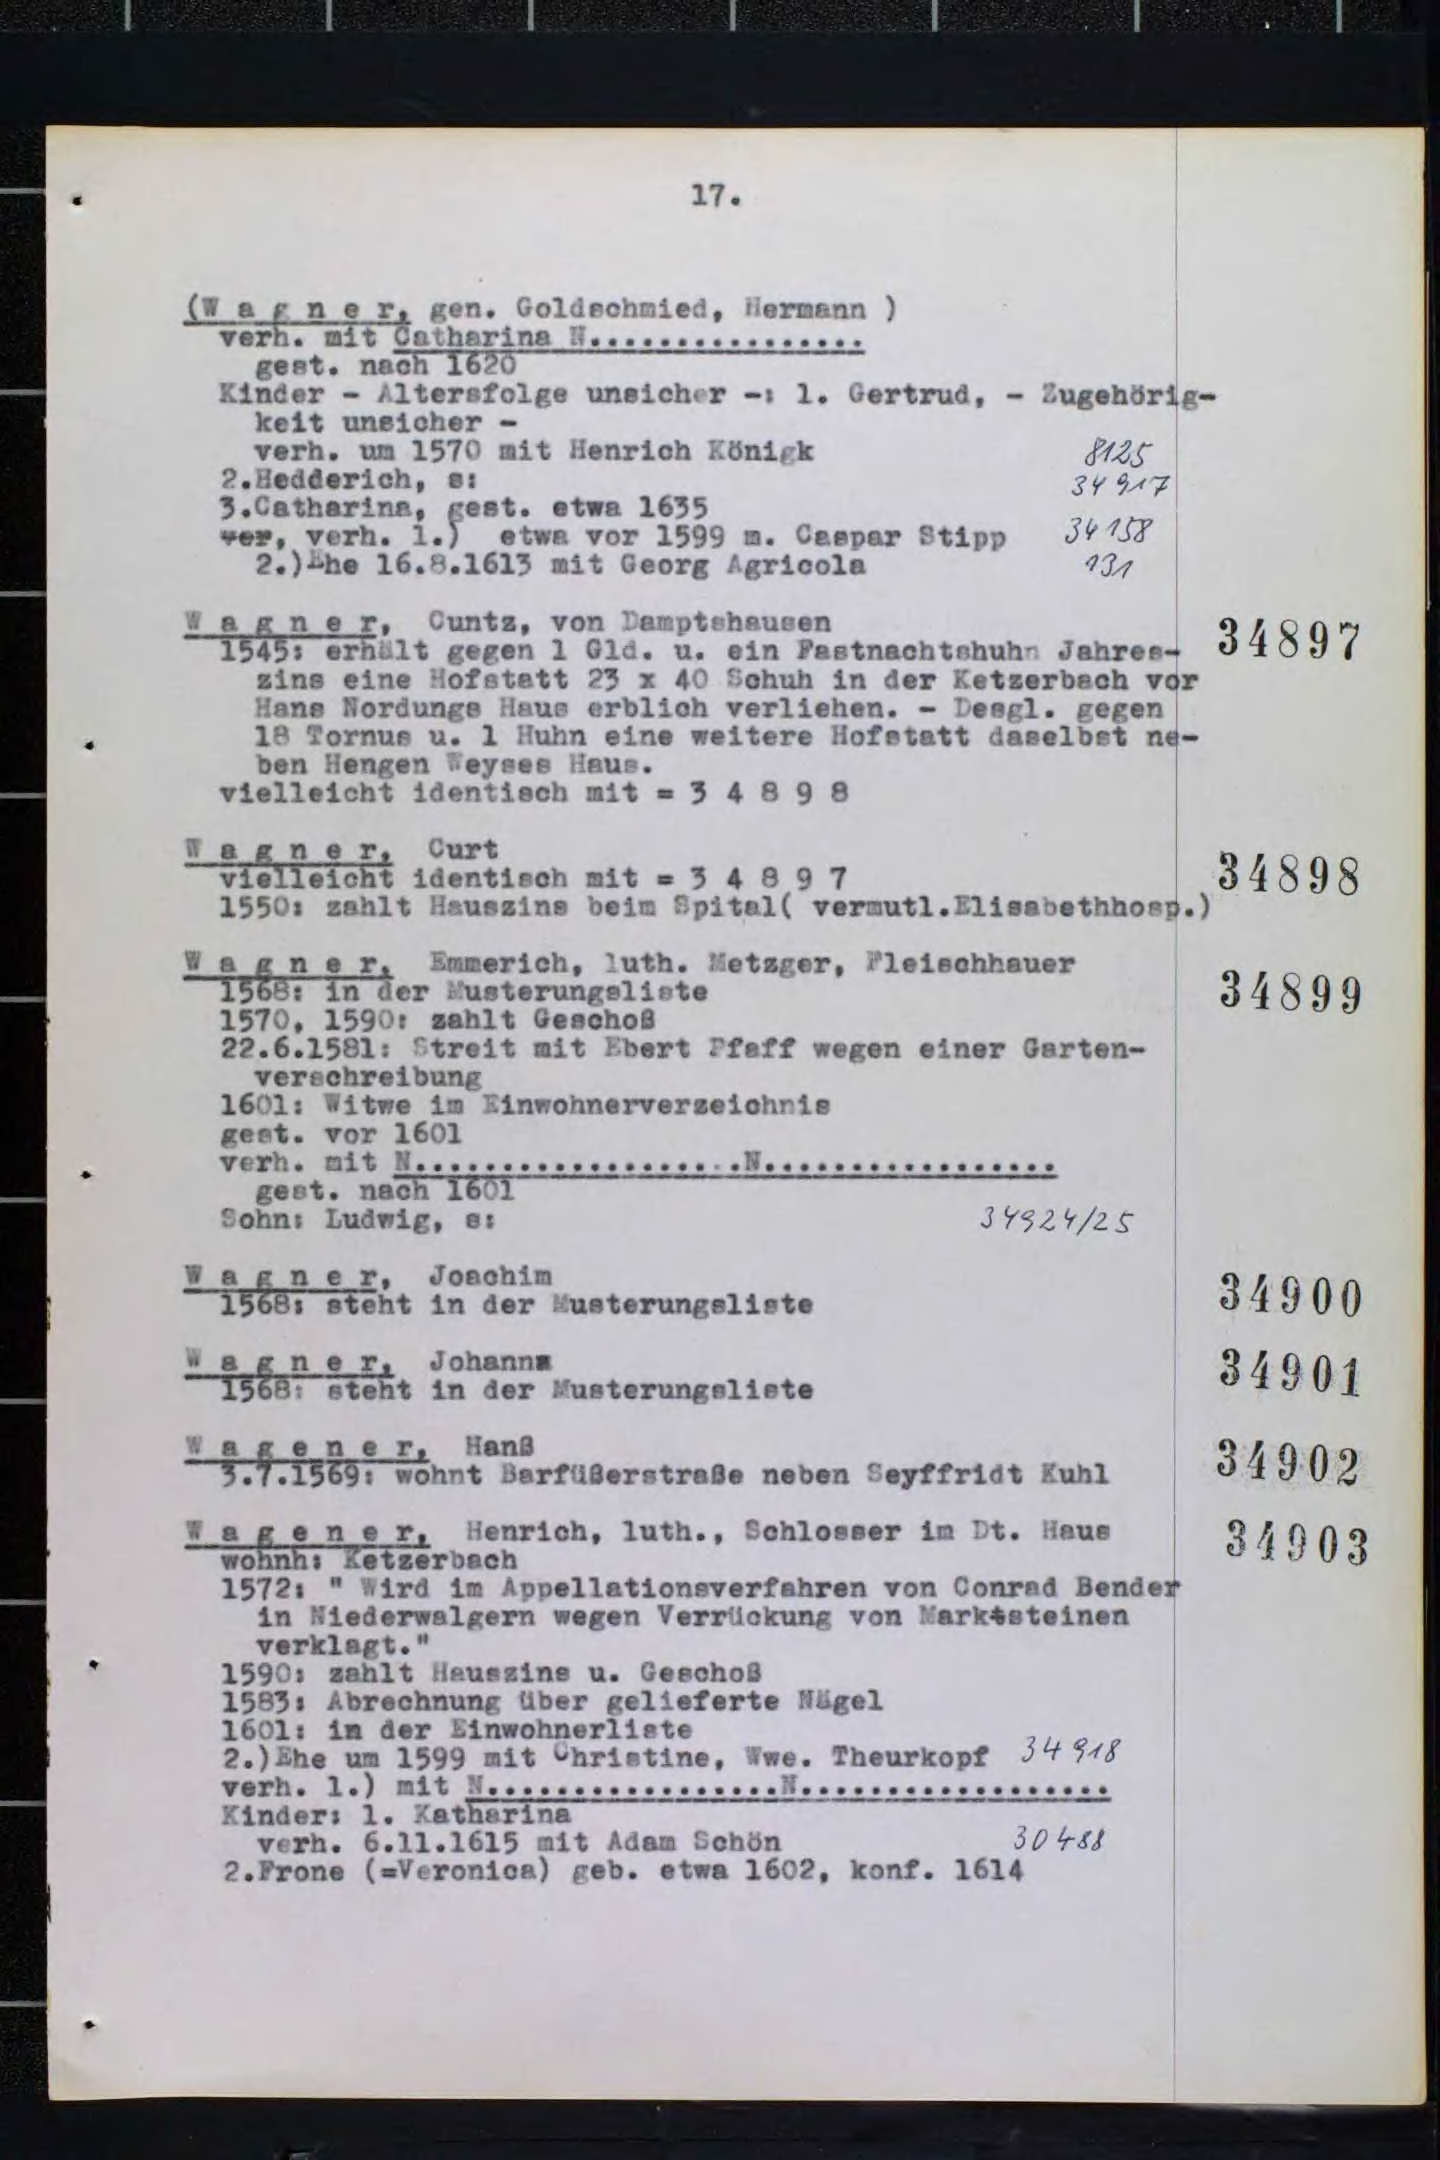 17.
(W a g n e r, gen. Goldschmied, Hermann )
verh. mit Catharina N................
gest. nach 1620
Kinder - Altersfolge unsicher -: 1. Gertrud, - Zugehörig-
keit unsicher -
verh. um 1570 mit Henrich Königk 8125
2.Hedderich, s: 34917
3.Catharina, gest. etwa 1635
ver, verh. 1.) etwa vor 1599 m. Caspar Stipp 34158
2.)Ehe 16.8.1613 mit Georg Agricola 131
W a g n e r, Cuntz, von Damptshausen 34897
1545: erhält gegen 1 Gld. u. ein Fastnachtshuhn Jahres-
zins eine Hofstatt 23 x 40 Schuh in der Ketzerbach vor
Hans Nordungs Haus erblich verliehen. - Desgl. gegen
18 Tornus u. 1 Huhn eine weitere Hofstatt daselbst ne-
ben Hengen Weyses Haus.
vielleicht identisch mit = 3 4 8 9 8
W a g n e r, Curt 34898
vielleicht identisch mit = 3 4 8 9 7
1550: zahlt Hauszins beim Spital( vermutl.Elisabethhosp.)
W a g n e r, Emmerich, luth. Metzger, Fleischhauer 34899
1568: in der Musterungsliste
1570, 1590: zahlt Geschoß
22.6.1581: Streit mit Ebert Pfaff wegen einer Garten-
verschreibung
1601: Witwe im Einwohnerverzeichnis
gest. vor 1601
verh. mit N...................N.................
gest. nach 1601
Sohn: Ludwig, s: 34924/25
W a g n e r, Joachim 34900
1568: steht in der Musterungsliste
W a g n e r, Johann 34901
1568: steht in der Musterungsliste
W a g e n e r, Hanß 34902
3.7.1569: wohnt Barfüßerstraße neben Seyffridt Kuhl
W a g e n e r, Henrich, luth., Schlosser im Dt. Haus 34903
wohnh: Ketzerbach
1572: " Wird im Appellationsverfahren von Conrad Bender
in Niederwalgern wegen Verrückung von Marksteinen
verklagt."
1590: zahlt Hauszins u. Geschoß
1583: Abrechnung über gelieferte Nägel
1601: in der Einwohnerliste
2.)Ehe um 1599 mit Christine, Wwe. Theurkopf 34918
verh. 1.) mit N.................N..................
Kinder: 1. Katharina
verh. 6.11.1615 mit Adam Schön 30488
2.Frone (=Veronica) geb. etwa 1602, konf. 1614